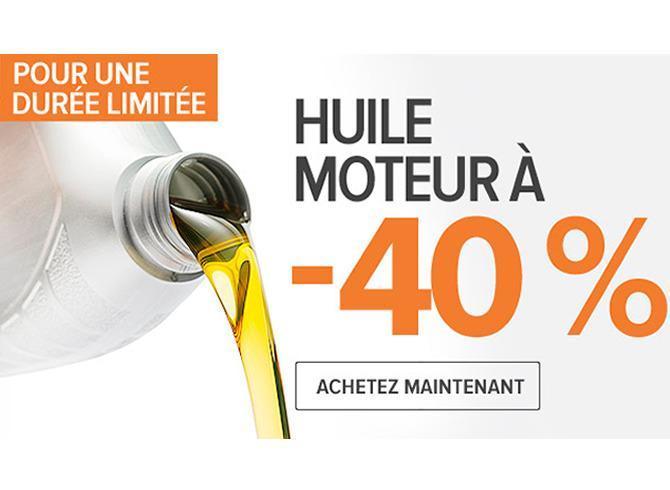 POUR UNE
DURÉE LIMITÉE
HUILE
MOTEUR À
-40 %
ACHETEZ MAINTENANT